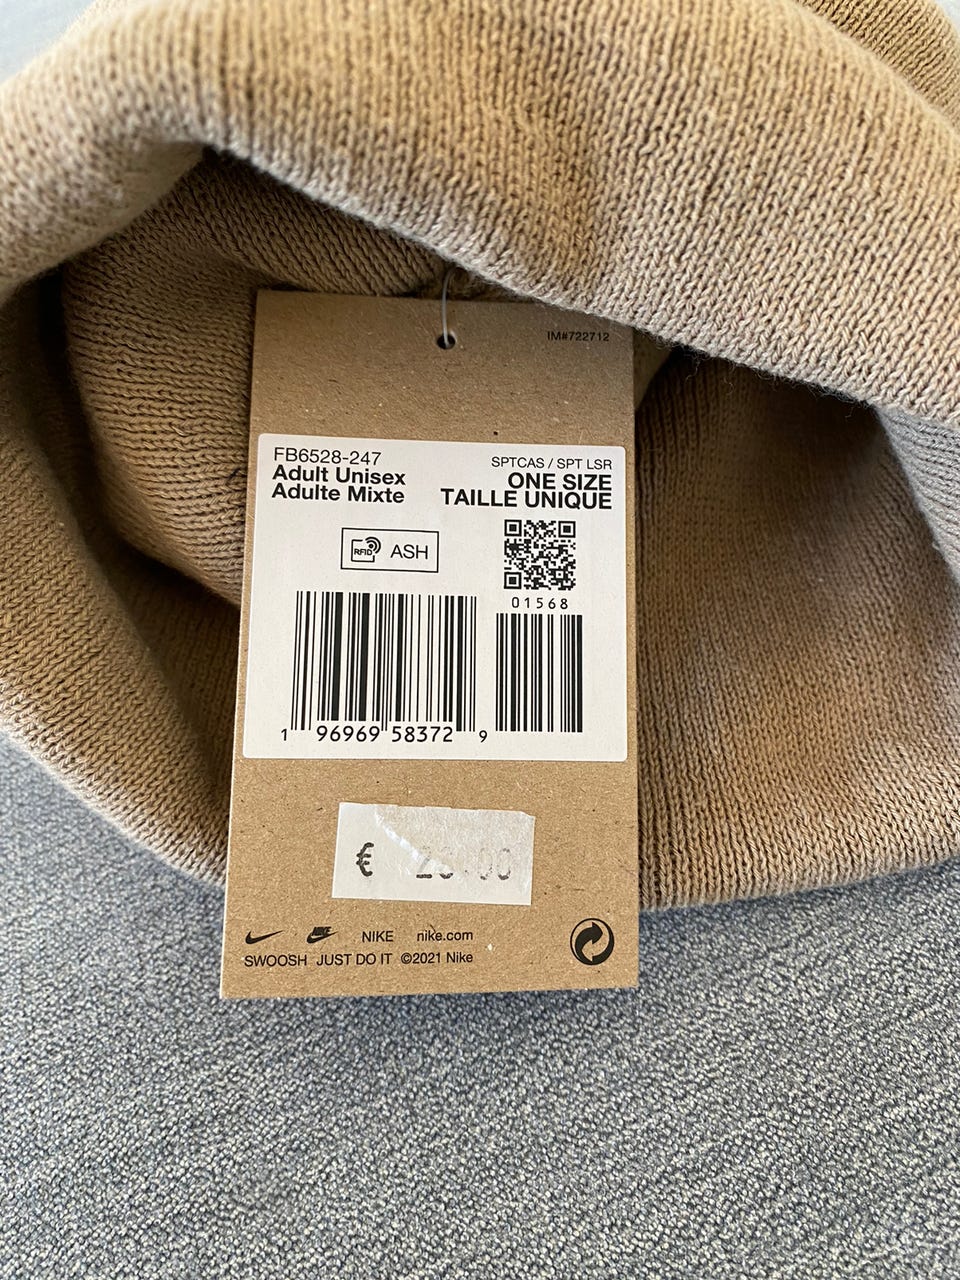 IM#722712
FB6528-247
Adult Unisex
Adulte Mixte
SPTCAS / SPT LSR
ONE SIZE
TAILLE UNIQUE
RFID ASH
01568
1 96969 58372 9
€
NIKE NIKE nike.com
SWOOSH JUST DO IT ©2021 Nike